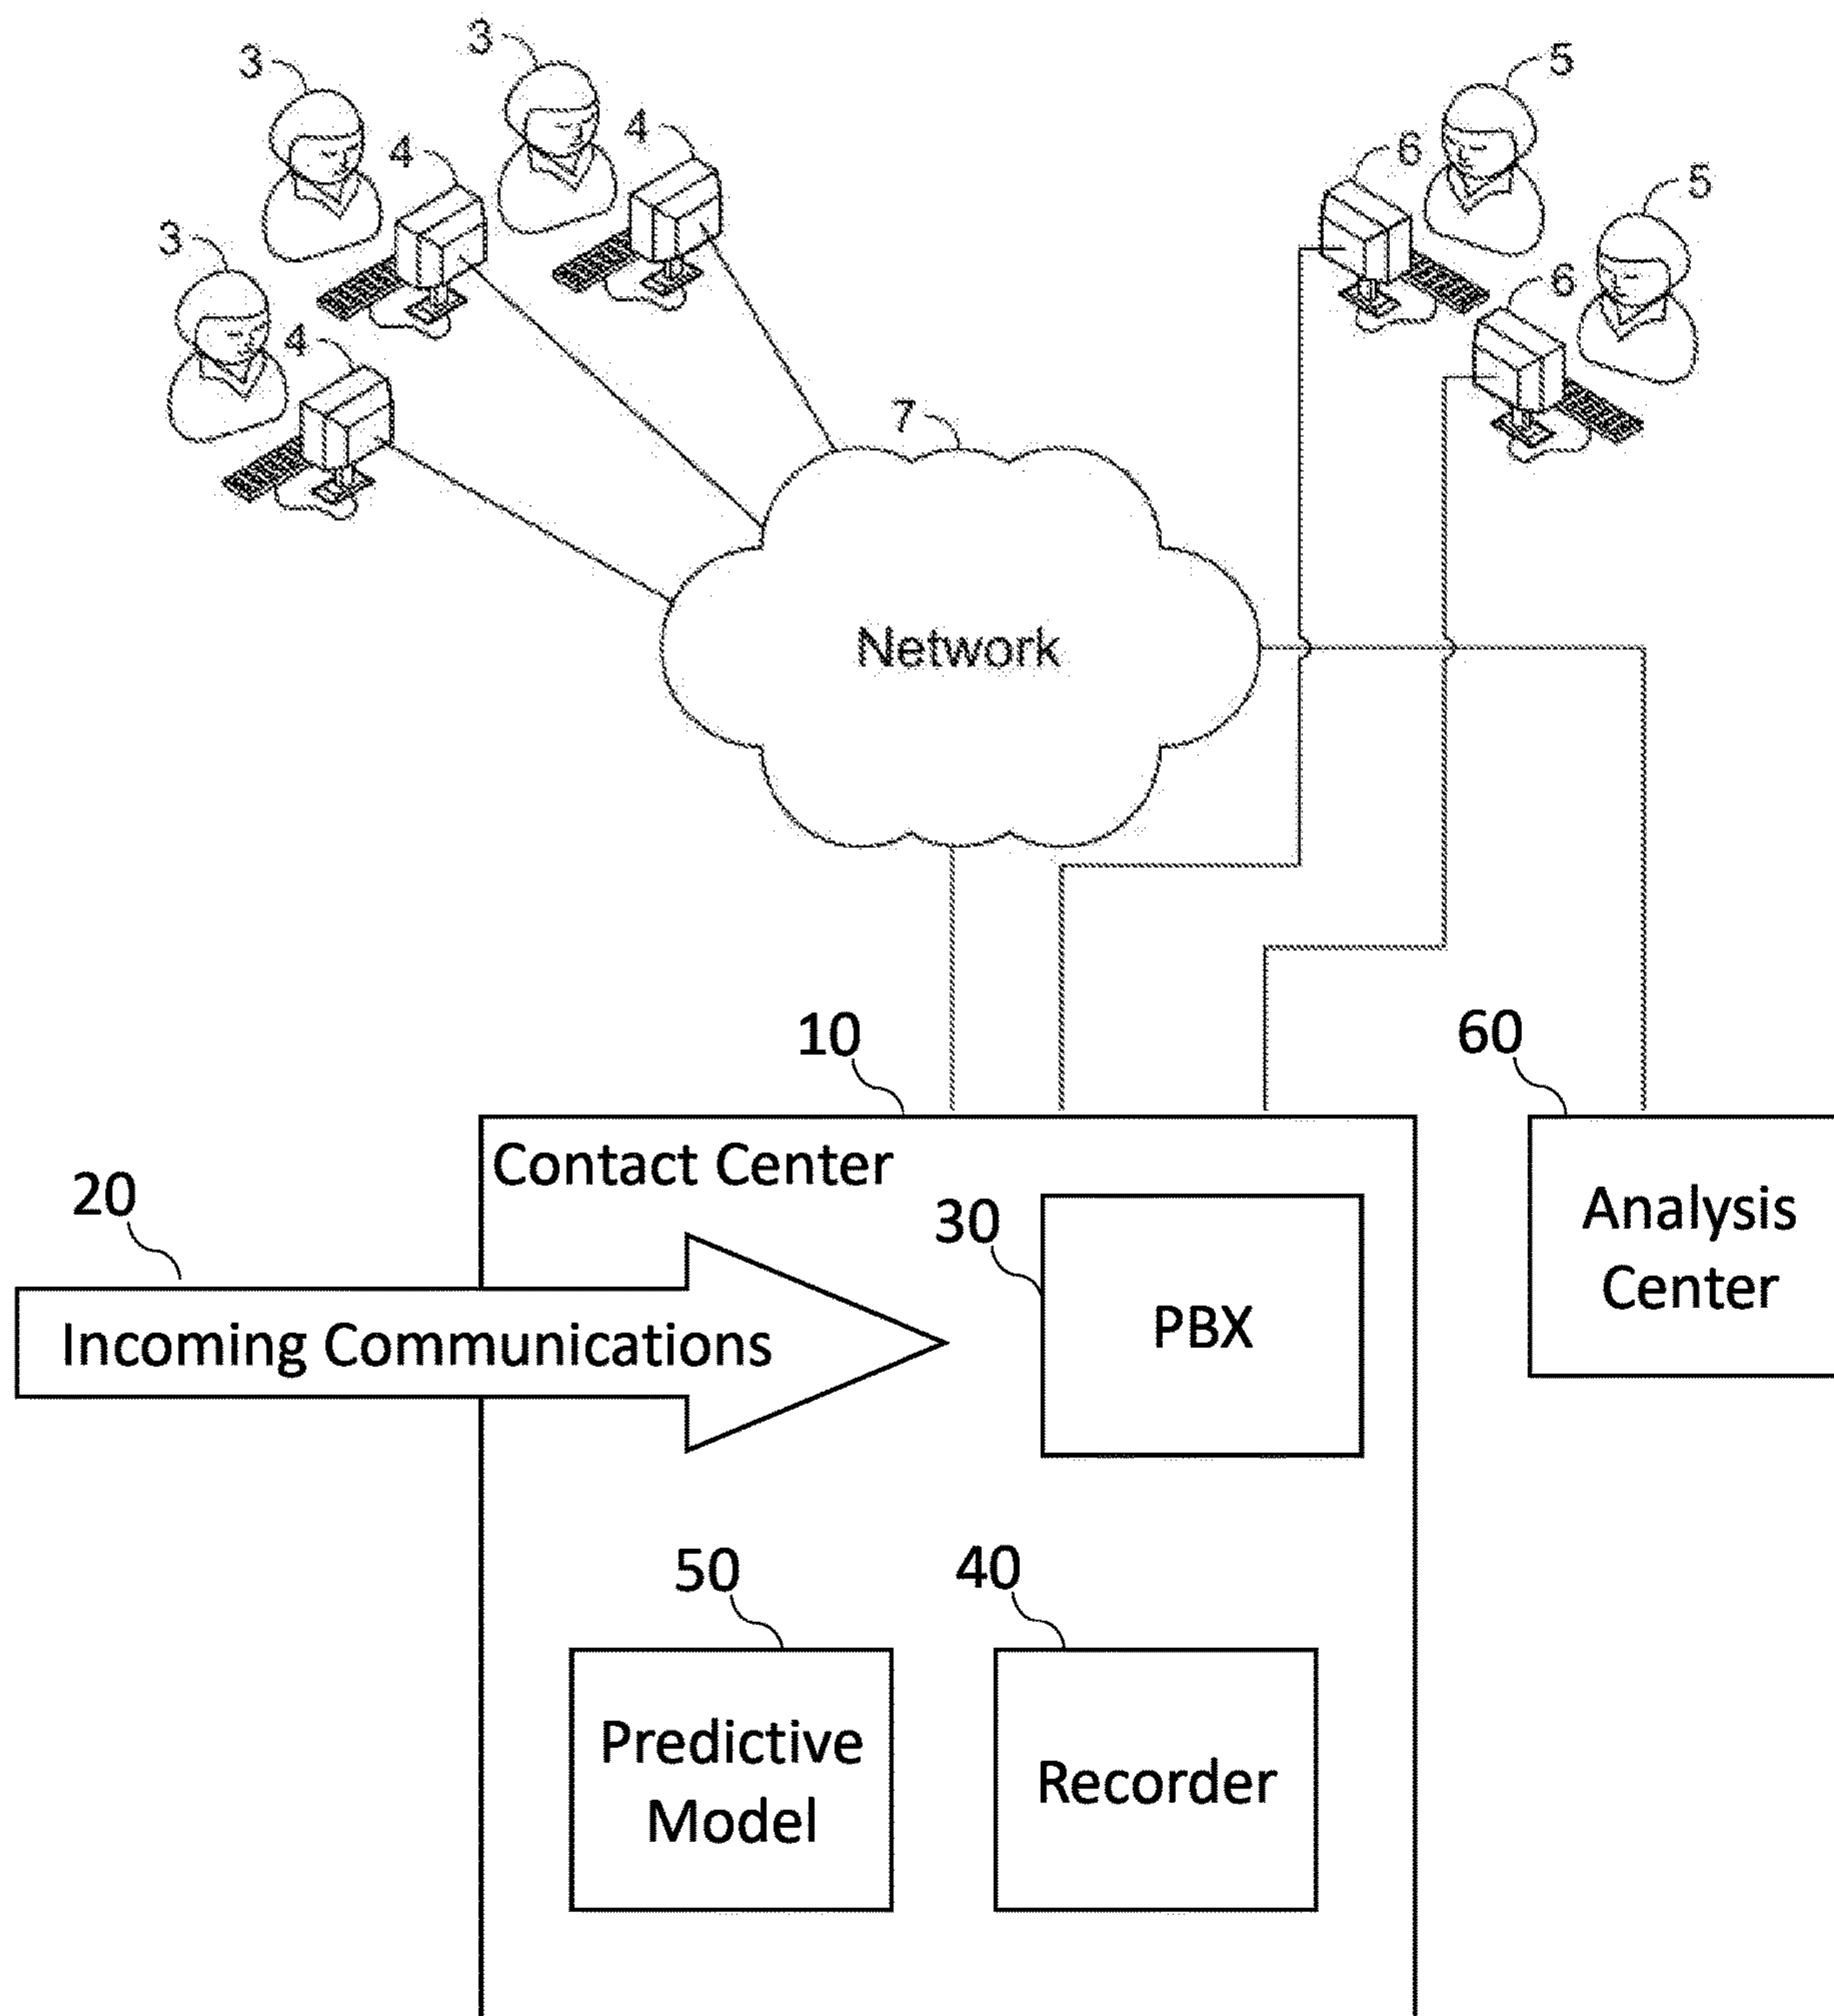 3
3
5
4
4
6
5
3
6
4
7
Network
10
60
Contact Center
20
30
Analysis
Center
PBX
Incoming Communications
50
40
Predictive
Model
Recorder